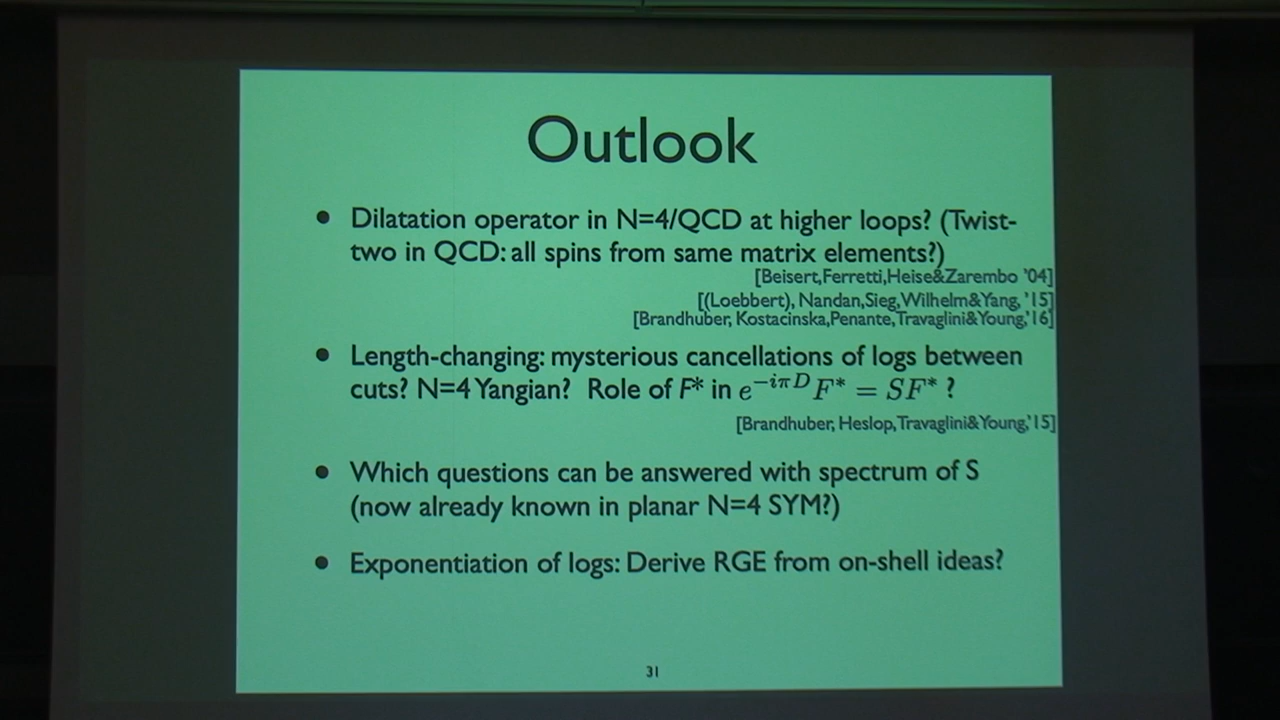 Outlook
• Dilatation operator in N=4/QCD at higher loops? (Twist-
two in QCD: all spins from same matrix elements?)
[Beisert,Ferretti,Heise&Zarembo '04]
[(Loebbert), Nandan,Sieg,Wilhelm&Yang, '15]
[Brandhuber, Kostacinska,Penante,Travaglini&Young,'16]
• Length-changing: mysterious cancellations of logs between
cuts? N=4 Yangian? Role of F* in e^{-iπD}F* = SF* ?
[Brandhuber, Heslop,Travaglini&Young,'15]
• Which questions can be answered with spectrum of S
(now already known in planar N=4 SYM?)
• Exponentiation of logs: Derive RGE from on-shell ideas?
31